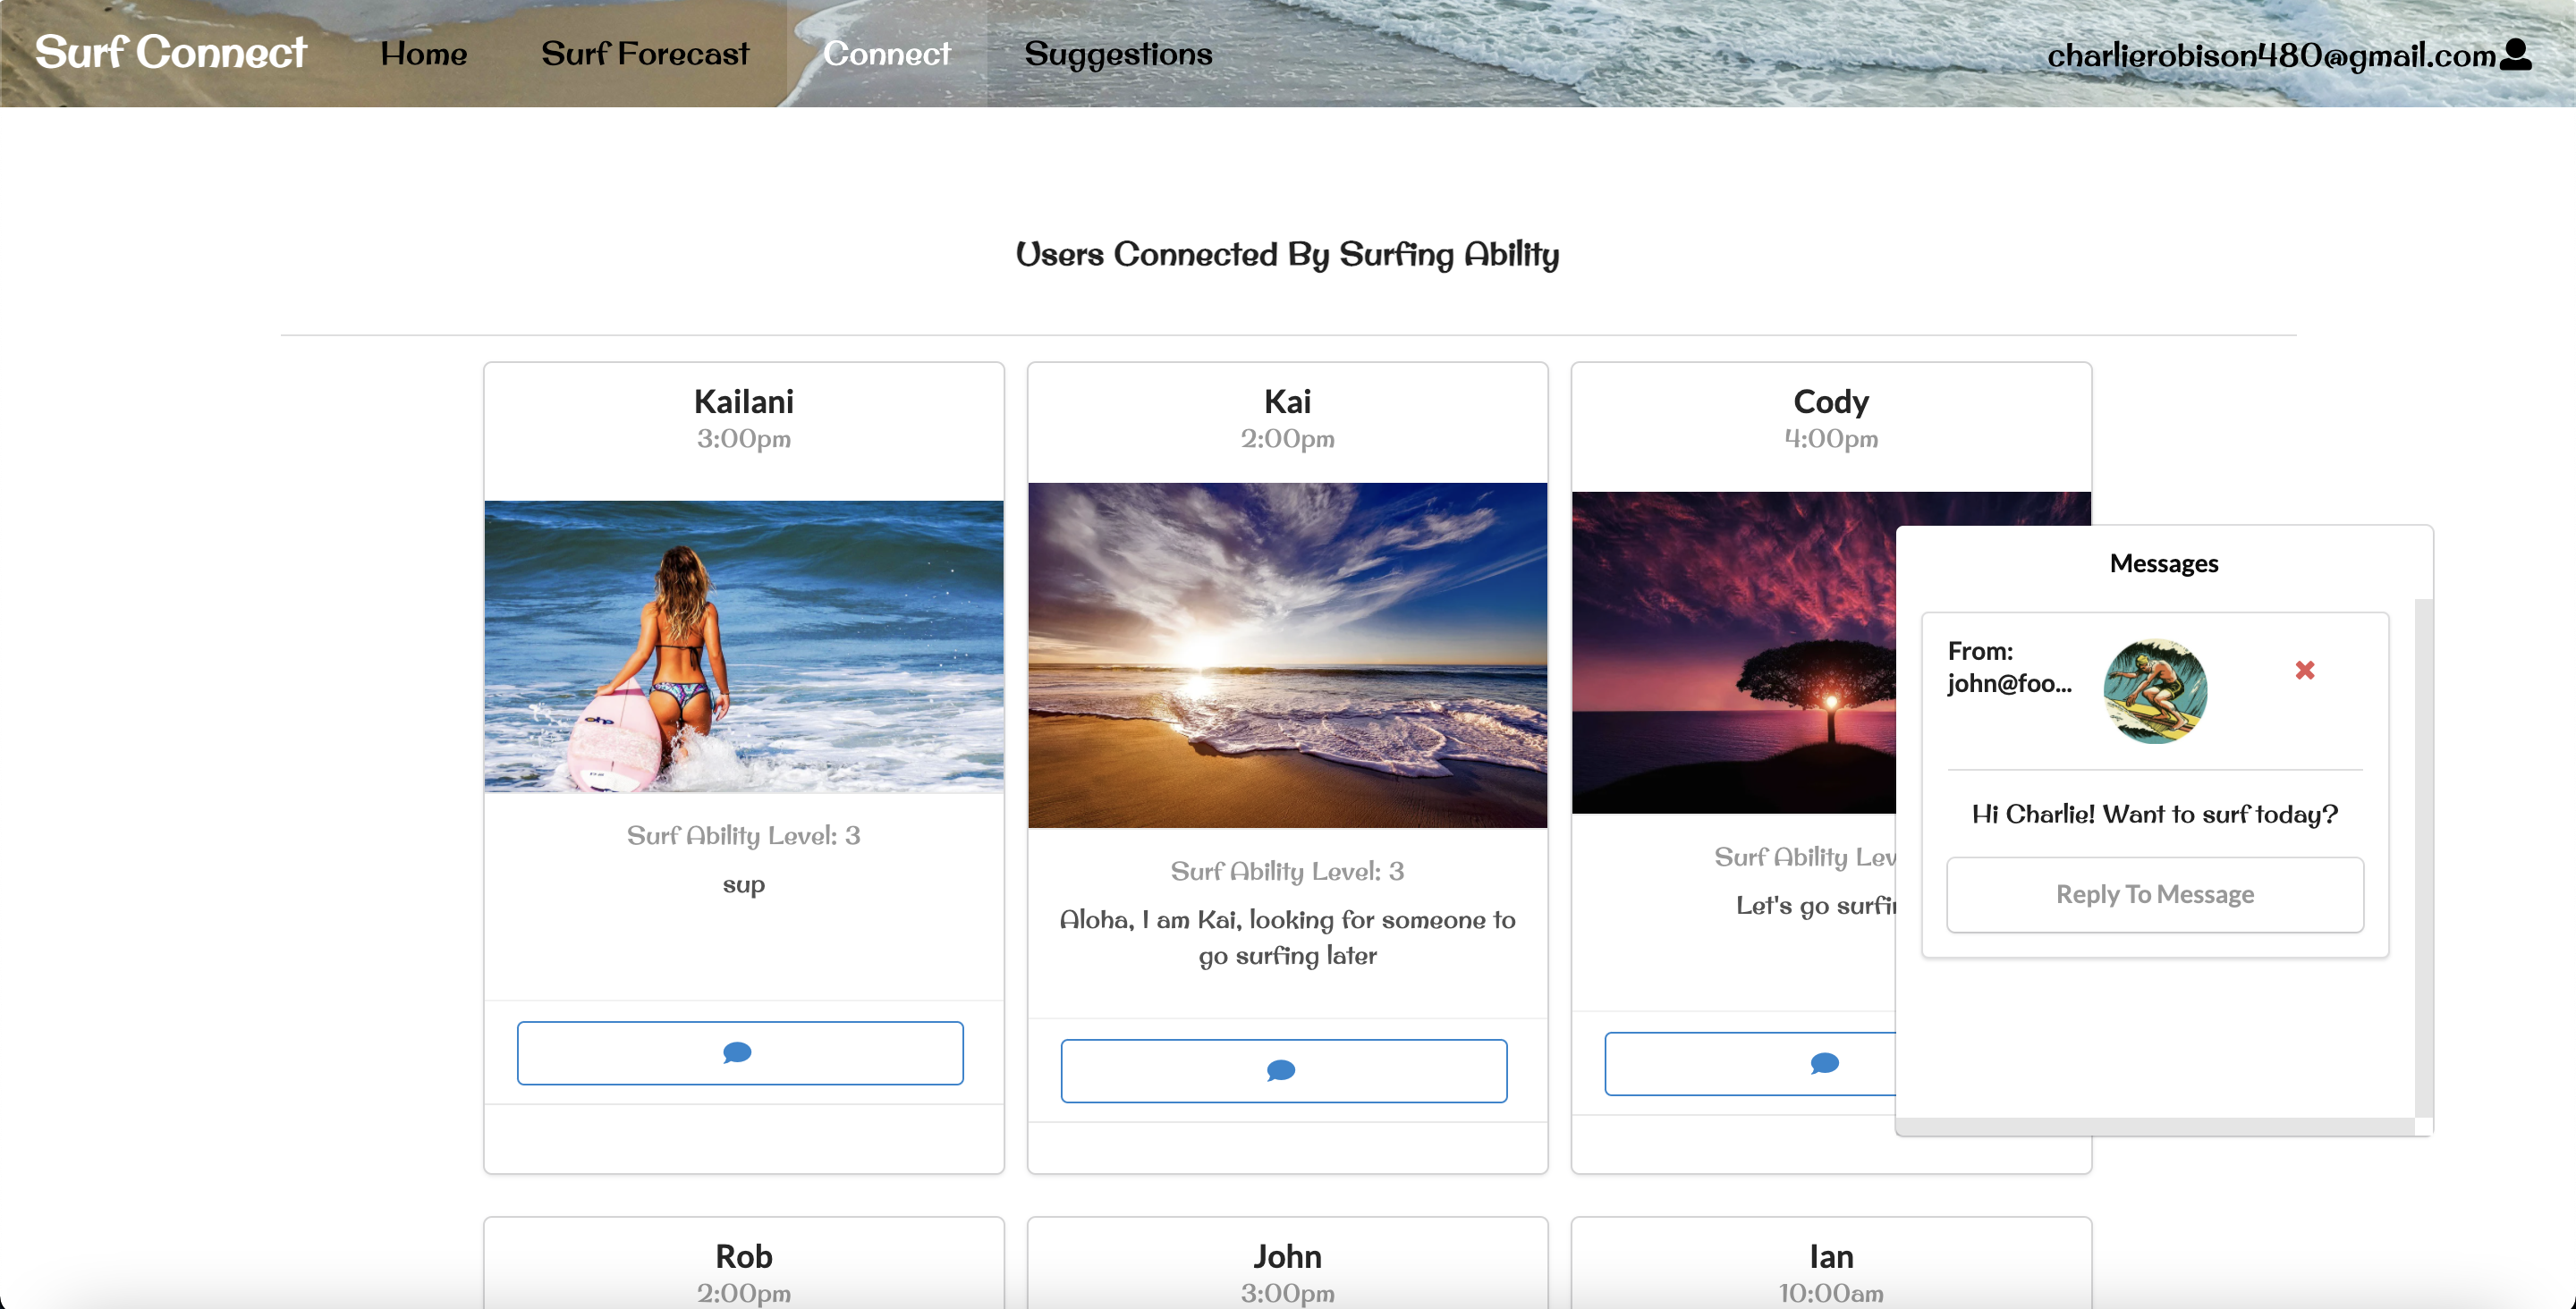 Surf Connect
Home
Surf Forecast
Connect
Suggestions
charlierobison480@gmail.com
Users Connected By Surfing Ability
Kailani
3:00pm
Surf Ability Level: 3
sup
Kai
2:00pm
Surf Ability Level: 3
Aloha, I am Kai, looking for someone to
go surfing later
Cody
4:00pm
Surf Ability Lev
Let's go surfin
Messages
From:
john@foo...
Hi Charlie! Want to surf today?
Reply To Message
Rob
2:00pm
John
3:00pm
Ian
10:00am